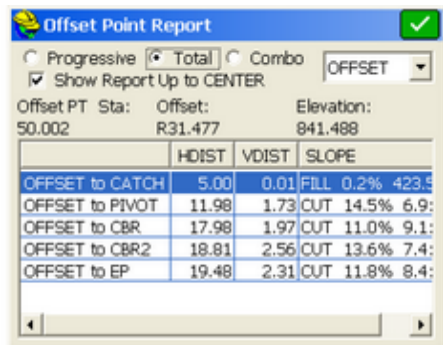 Offset Point Report
Progressive Total Combo OFFSET
Show Report Up to CENTER
Offset PT Sta: Offset: Elevation:
50.002 R31.477 841.488
HDIST VDIST SLOPE
OFFSET to CATCH 5.00 0.01 FILL 0.2% 423.5
OFFSET to PIVOT 11.98 1.73 CUT 14.5% 6.9:
OFFSET to CBR 17.98 1.97 CUT 11.0% 9.1:
OFFSET to CBR2 18.81 2.56 CUT 13.6% 7.4:
OFFSET to EP 19.48 2.31 CUT 11.8% 8.4: